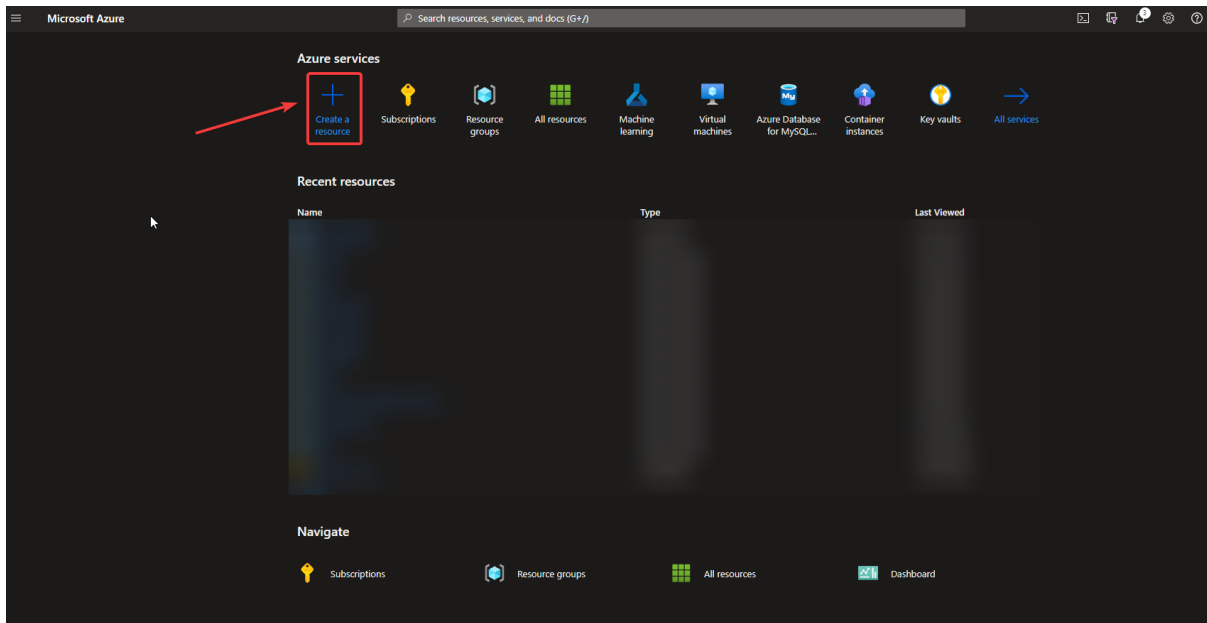 Microsoft Azure
Search resources, services, and docs (G+/)
3
Azure services
Create a resource
Subscriptions
Resource groups
All resources
Machine learning
Virtual machines
My
Azure Database for MySQL...
Container instances
Key vaults
All services
Recent resources
Name Type Last Viewed
Navigate
Subscriptions Resource groups All resources Dashboard